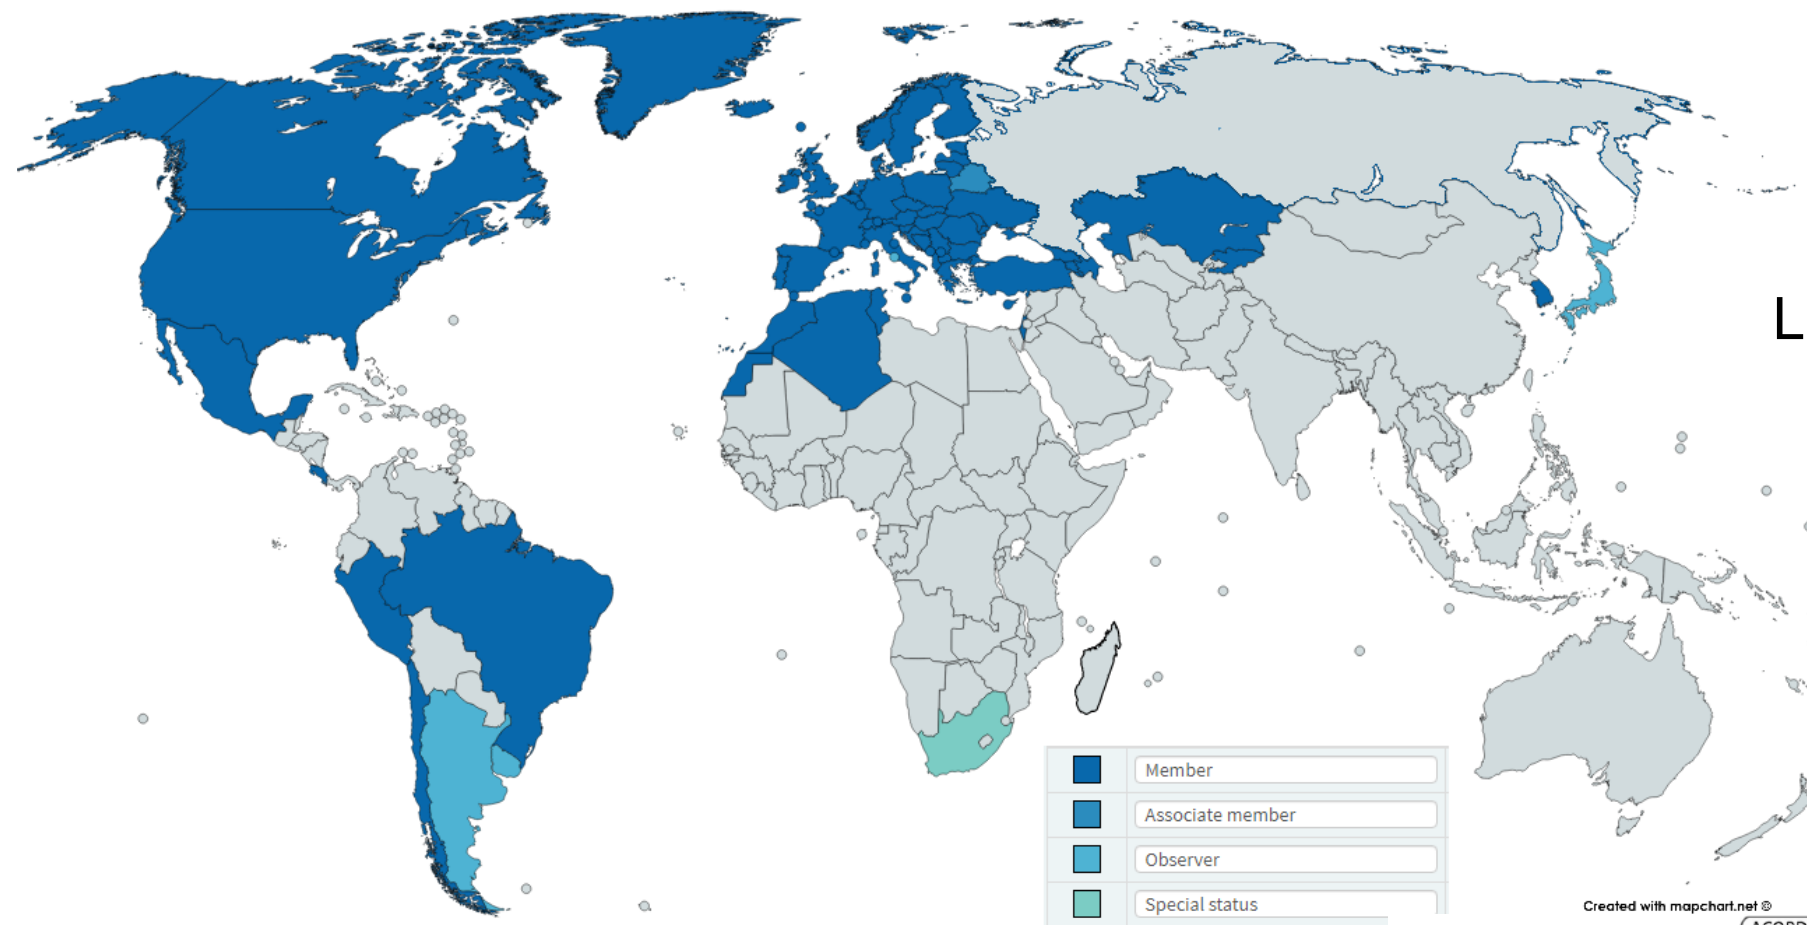 L
Member
Associate member
Observer
Special status
Created with mapchart.net ©